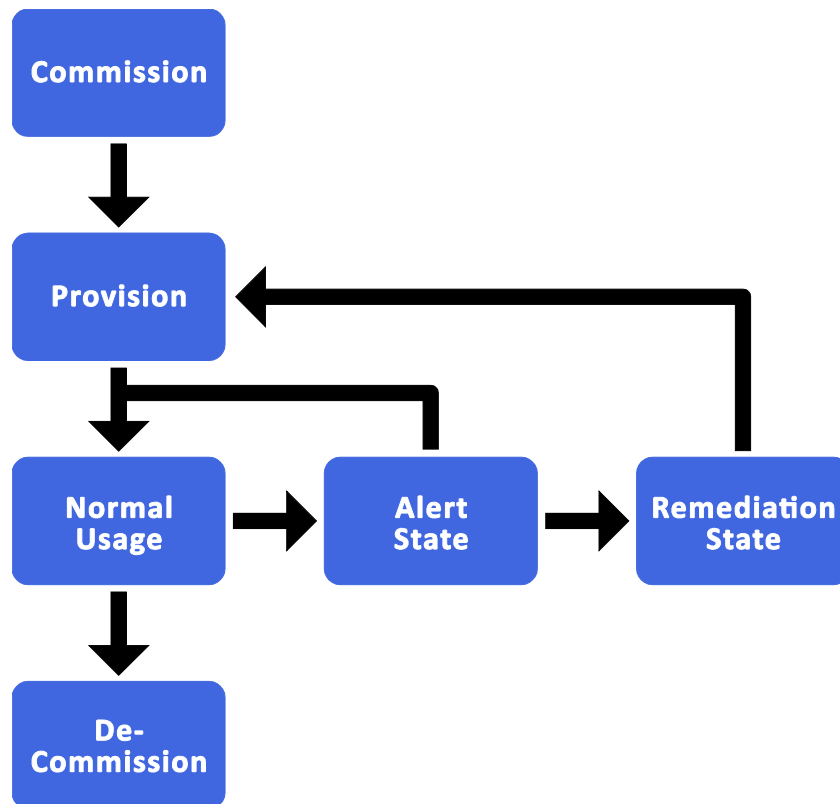 Commission
Provision
Normal
Usage
Alert
State
Remediation
State
De-
Commission